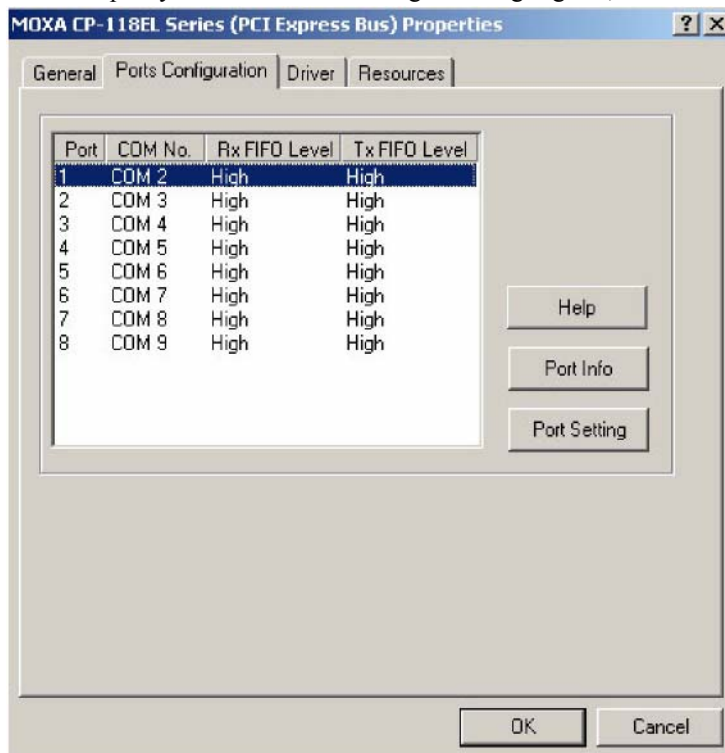 MOXA CP-118EL Series (PCI Express Bus) Properties ? X
General Ports Configuration Driver Resources
Port COM No. Rx FIFO Level Tx FIFO Level
1 COM 2 High High
2 COM 3 High High
3 COM 4 High High
4 COM 5 High High
5 COM 6 High High
6 COM 7 High High
7 COM 8 High High
8 COM 9 High High
Help
Port Info
Port Setting
OK Cancel